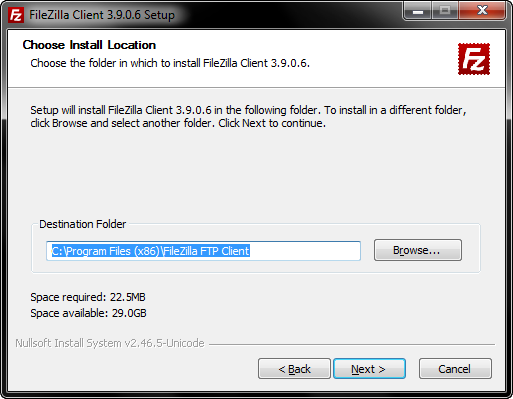 FileZilla Client 3.9.0.6 Setup
Choose Install Location
Choose the folder in which to install FileZilla Client 3.9.0.6.
Fz
Setup will install FileZilla Client 3.9.0.6 in the following folder. To install in a different folder,
click Browse and select another folder. Click Next to continue.
Destination Folder
C:\Program Files (x86)\FileZilla FTP Client
Browse...
Space required: 22.5MB
Space available: 29.0GB
Nullsoft Install System v2.46.5-Unicode
< Back
Next >
Cancel